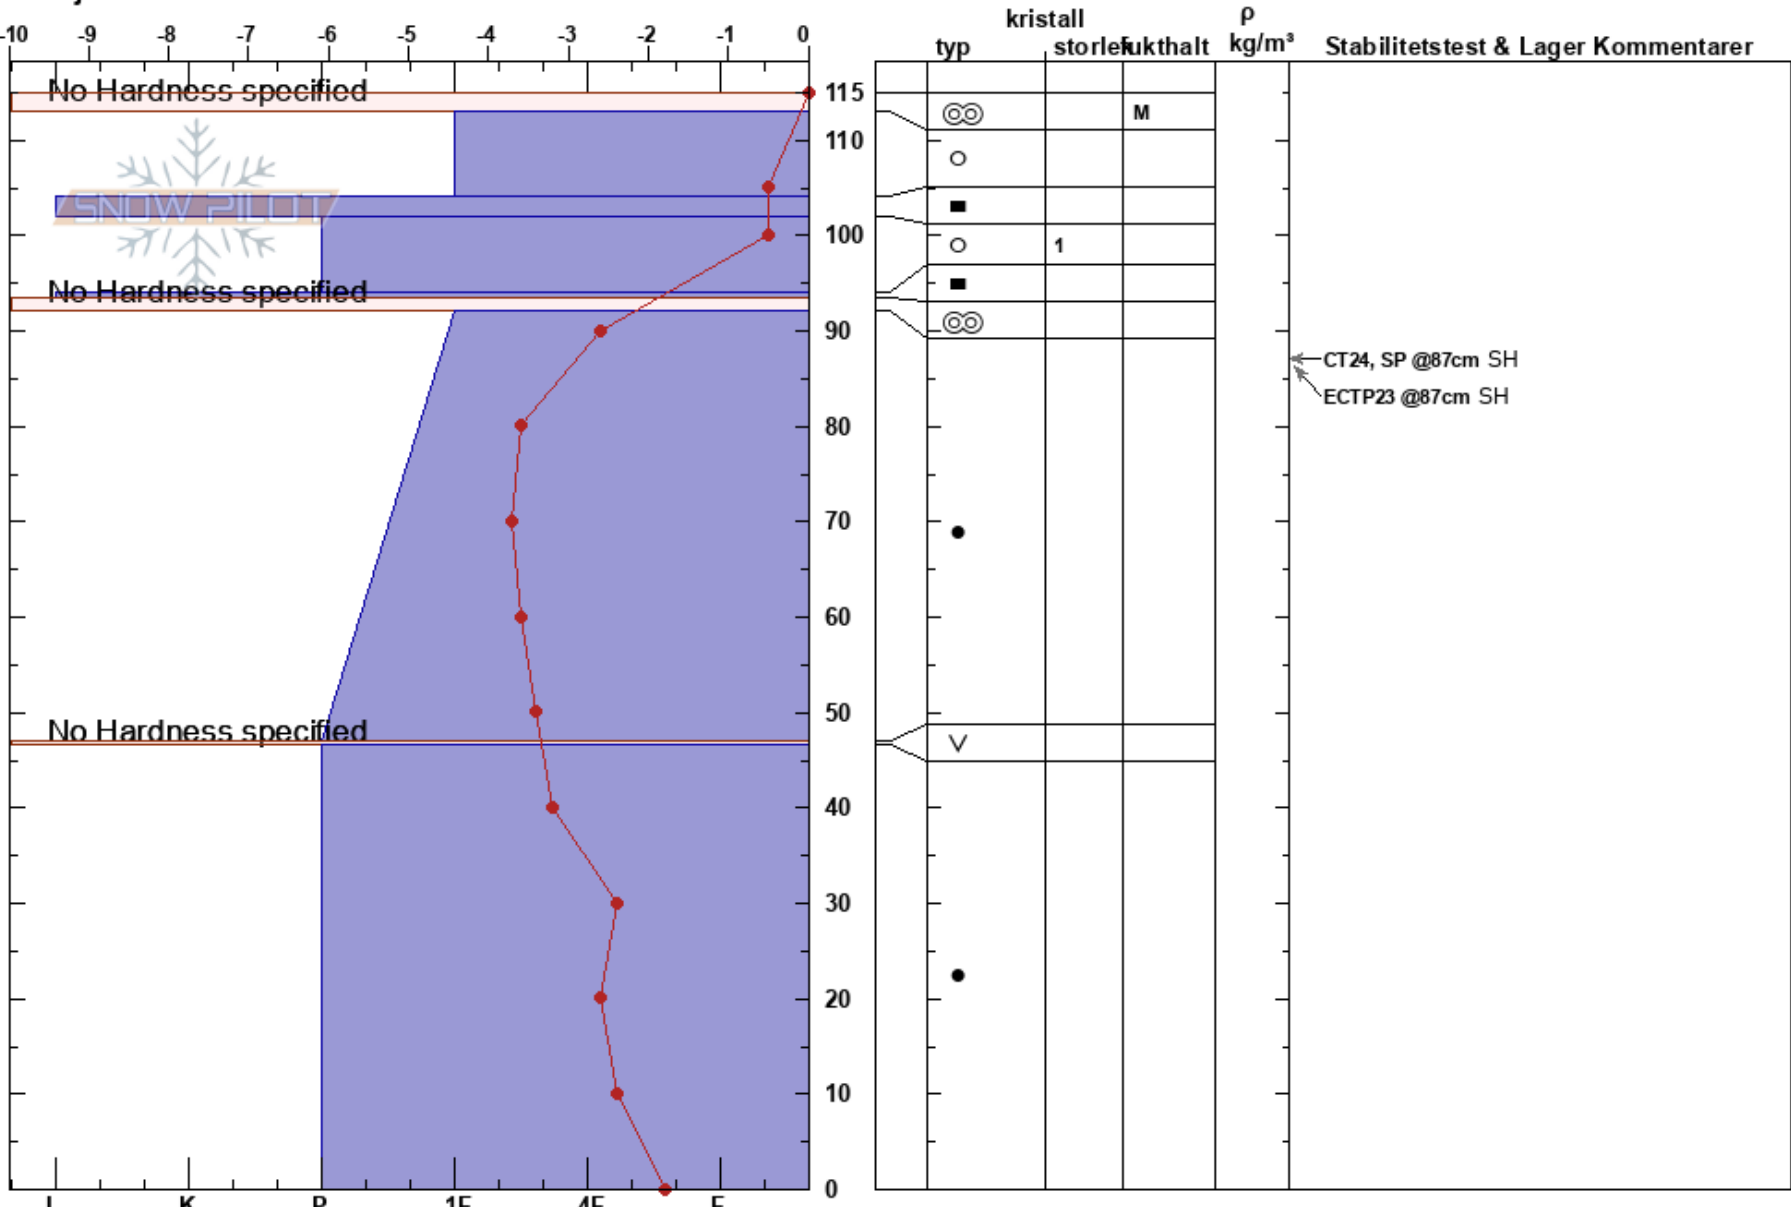 kristall ρ
-10 -9 -8 -7 -6 -5 -4 -3 -2 -1 0 typ storlek fukthalt kg/m³ Stabilitetstest & Lager Kommentarer
No Hardness specified 115
M
110
SNOW PILOT
100 1
No Hardness specified
90
CT24, SP @87cm SH
ECTP23 @87cm SH
80
70
60
50
No Hardness specified
40
30
20
10
0
I K P 1F 4F F